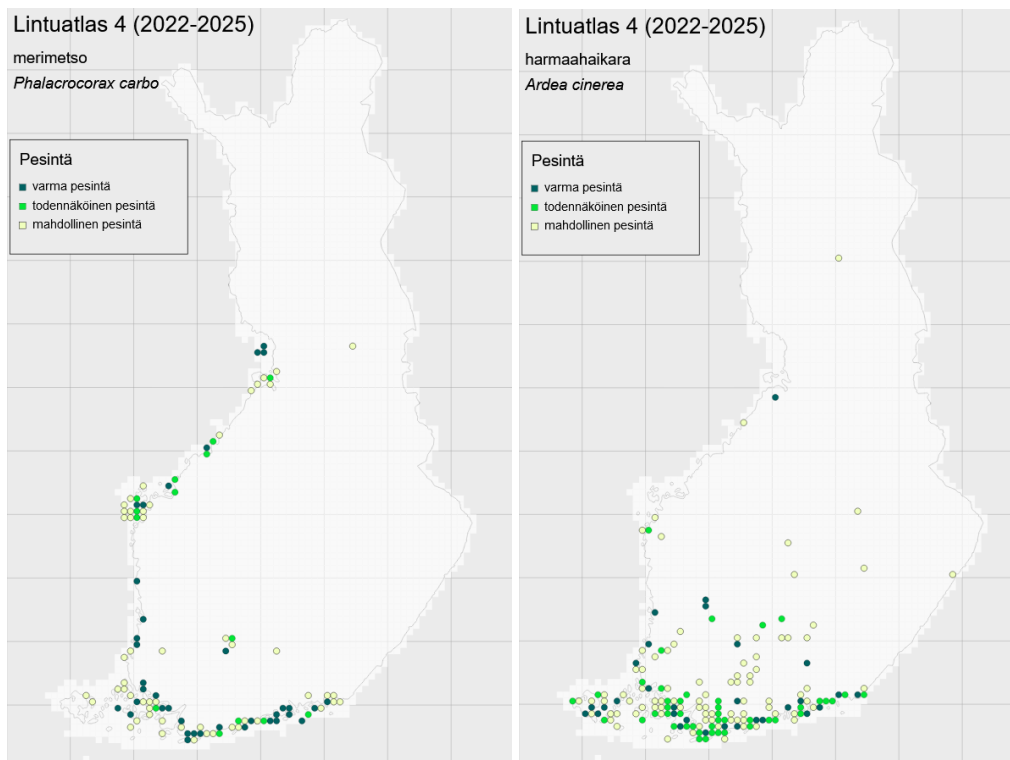 Lintuatlas 4 (2022-2025)
merimetso
Phalacrocorax carbo
Pesintä
varma pesintä
todennäköinen pesintä
mahdollinen pesintä
Lintuatlas 4 (2022-2025)
harmaahaikara
Ardea cinerea
Pesintä
varma pesintä
todennäköinen pesintä
mahdollinen pesintä